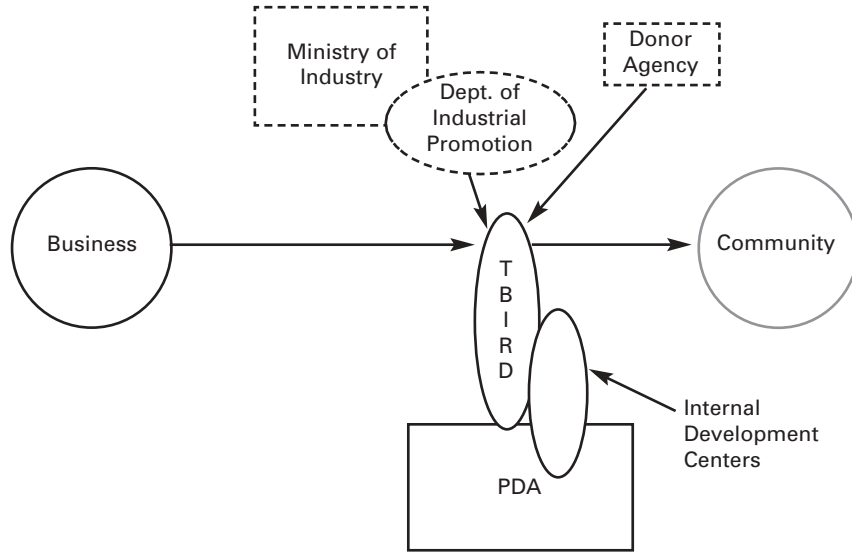 Ministry of
Industry
Donor
Agency
Dept. of
Industrial
Promotion
Business
Community
T
B
I
R
D
Internal
Development
Centers
PDA